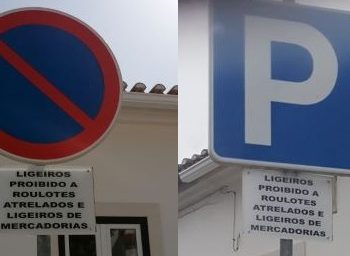 LIGEIROS
PROIBIDO A
ROULOTES
ATRELADOS E
LIGEIROS DE
MERCADORIAS
P
LIGEIROS
PROIBIDO A
ROULOTES
ATRELADOS E
LIGEIROS DE
MERCADORIAS